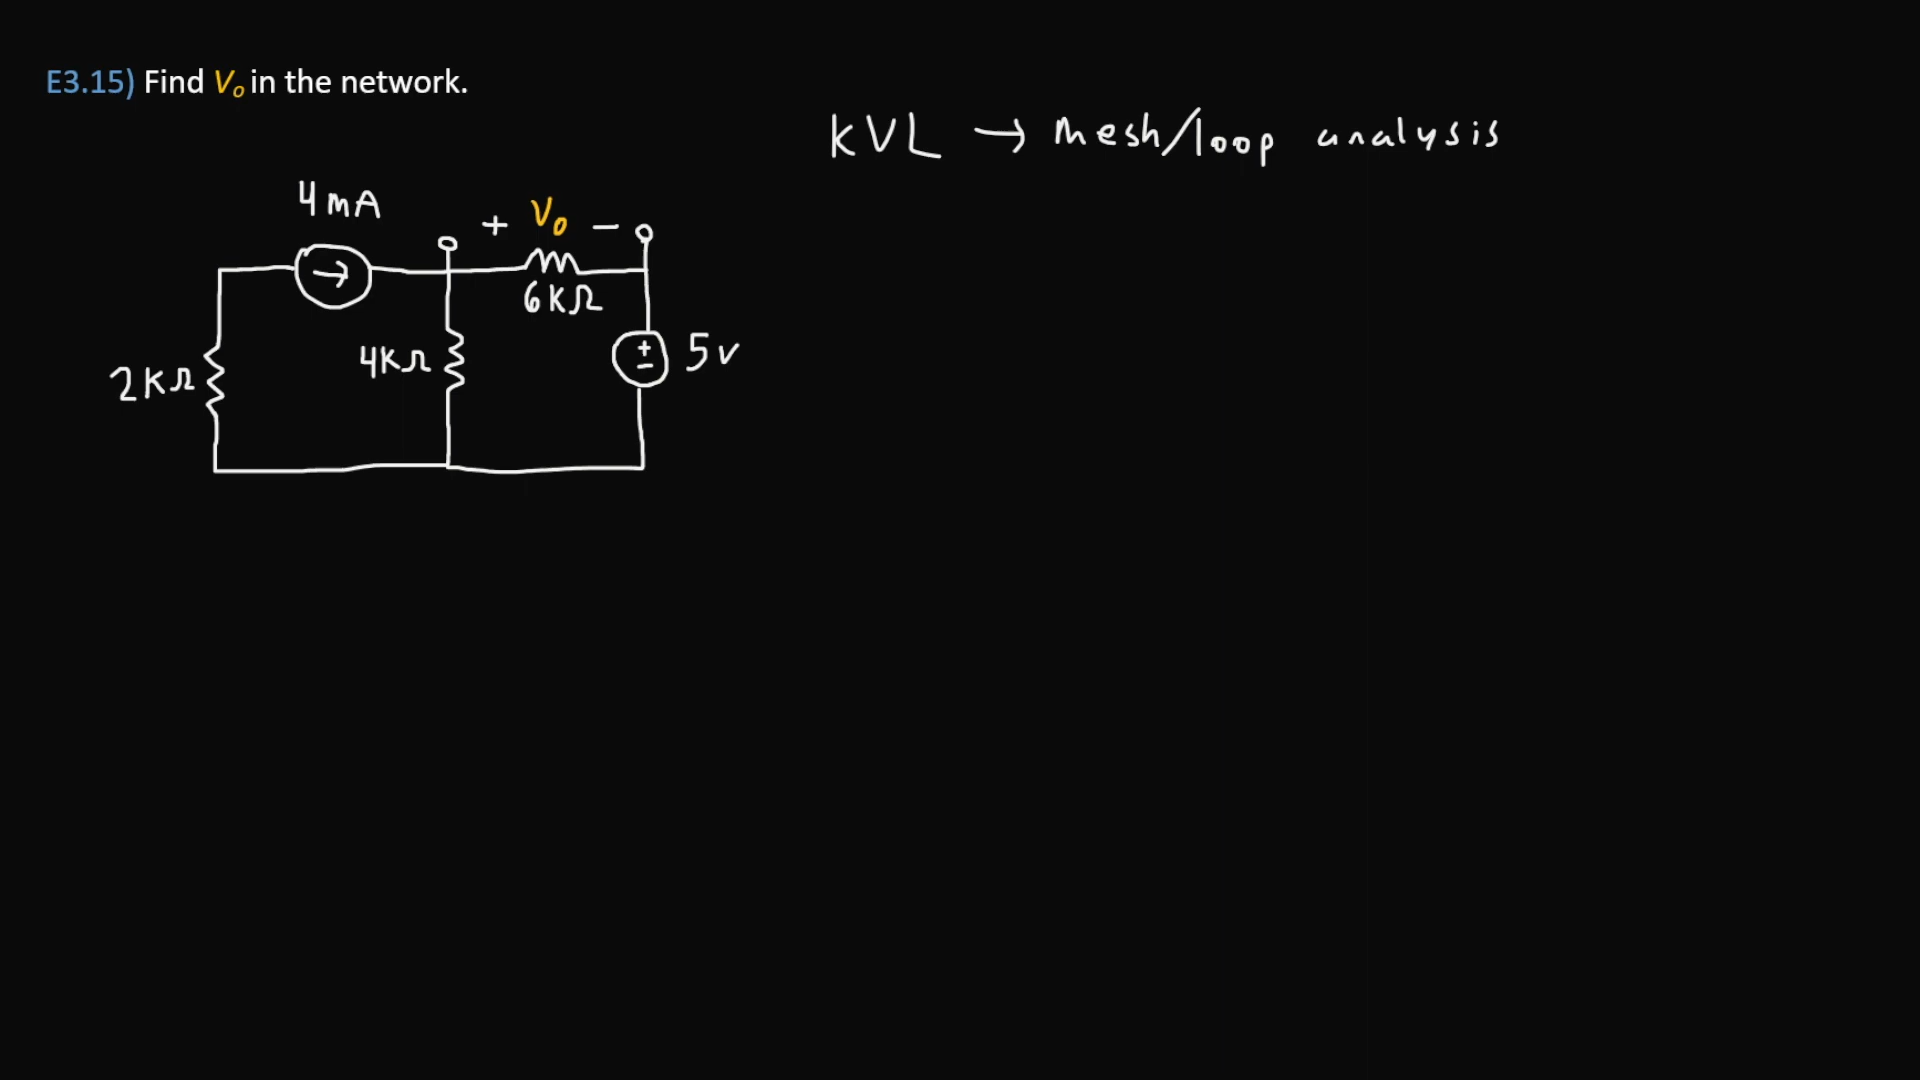 E3.15) Find Vo in the network.
KVL → mesh/loop analysis
4mA
+ Vo −
6KΩ
2KΩ
4KΩ
+
−
5v